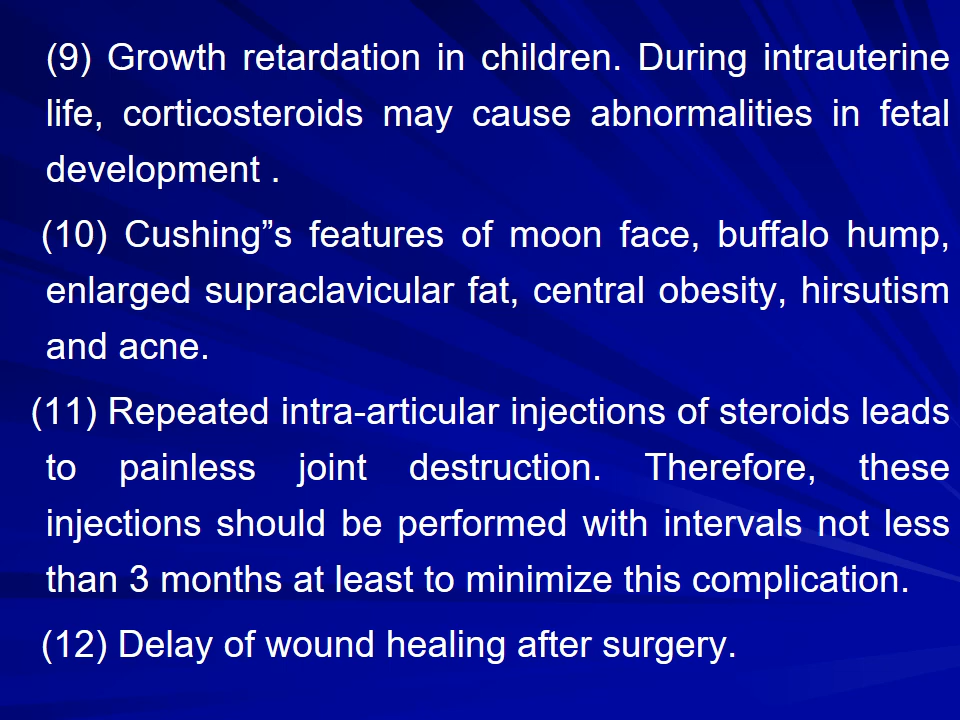 (9) Growth retardation in children. During intrauterine
life, corticosteroids may cause abnormalities in fetal
development .
(10) Cushing”s features of moon face, buffalo hump,
enlarged supraclavicular fat, central obesity, hirsutism
and acne.
(11) Repeated intra-articular injections of steroids leads
to painless joint destruction. Therefore, these
injections should be performed with intervals not less
than 3 months at least to minimize this complication.
(12) Delay of wound healing after surgery.